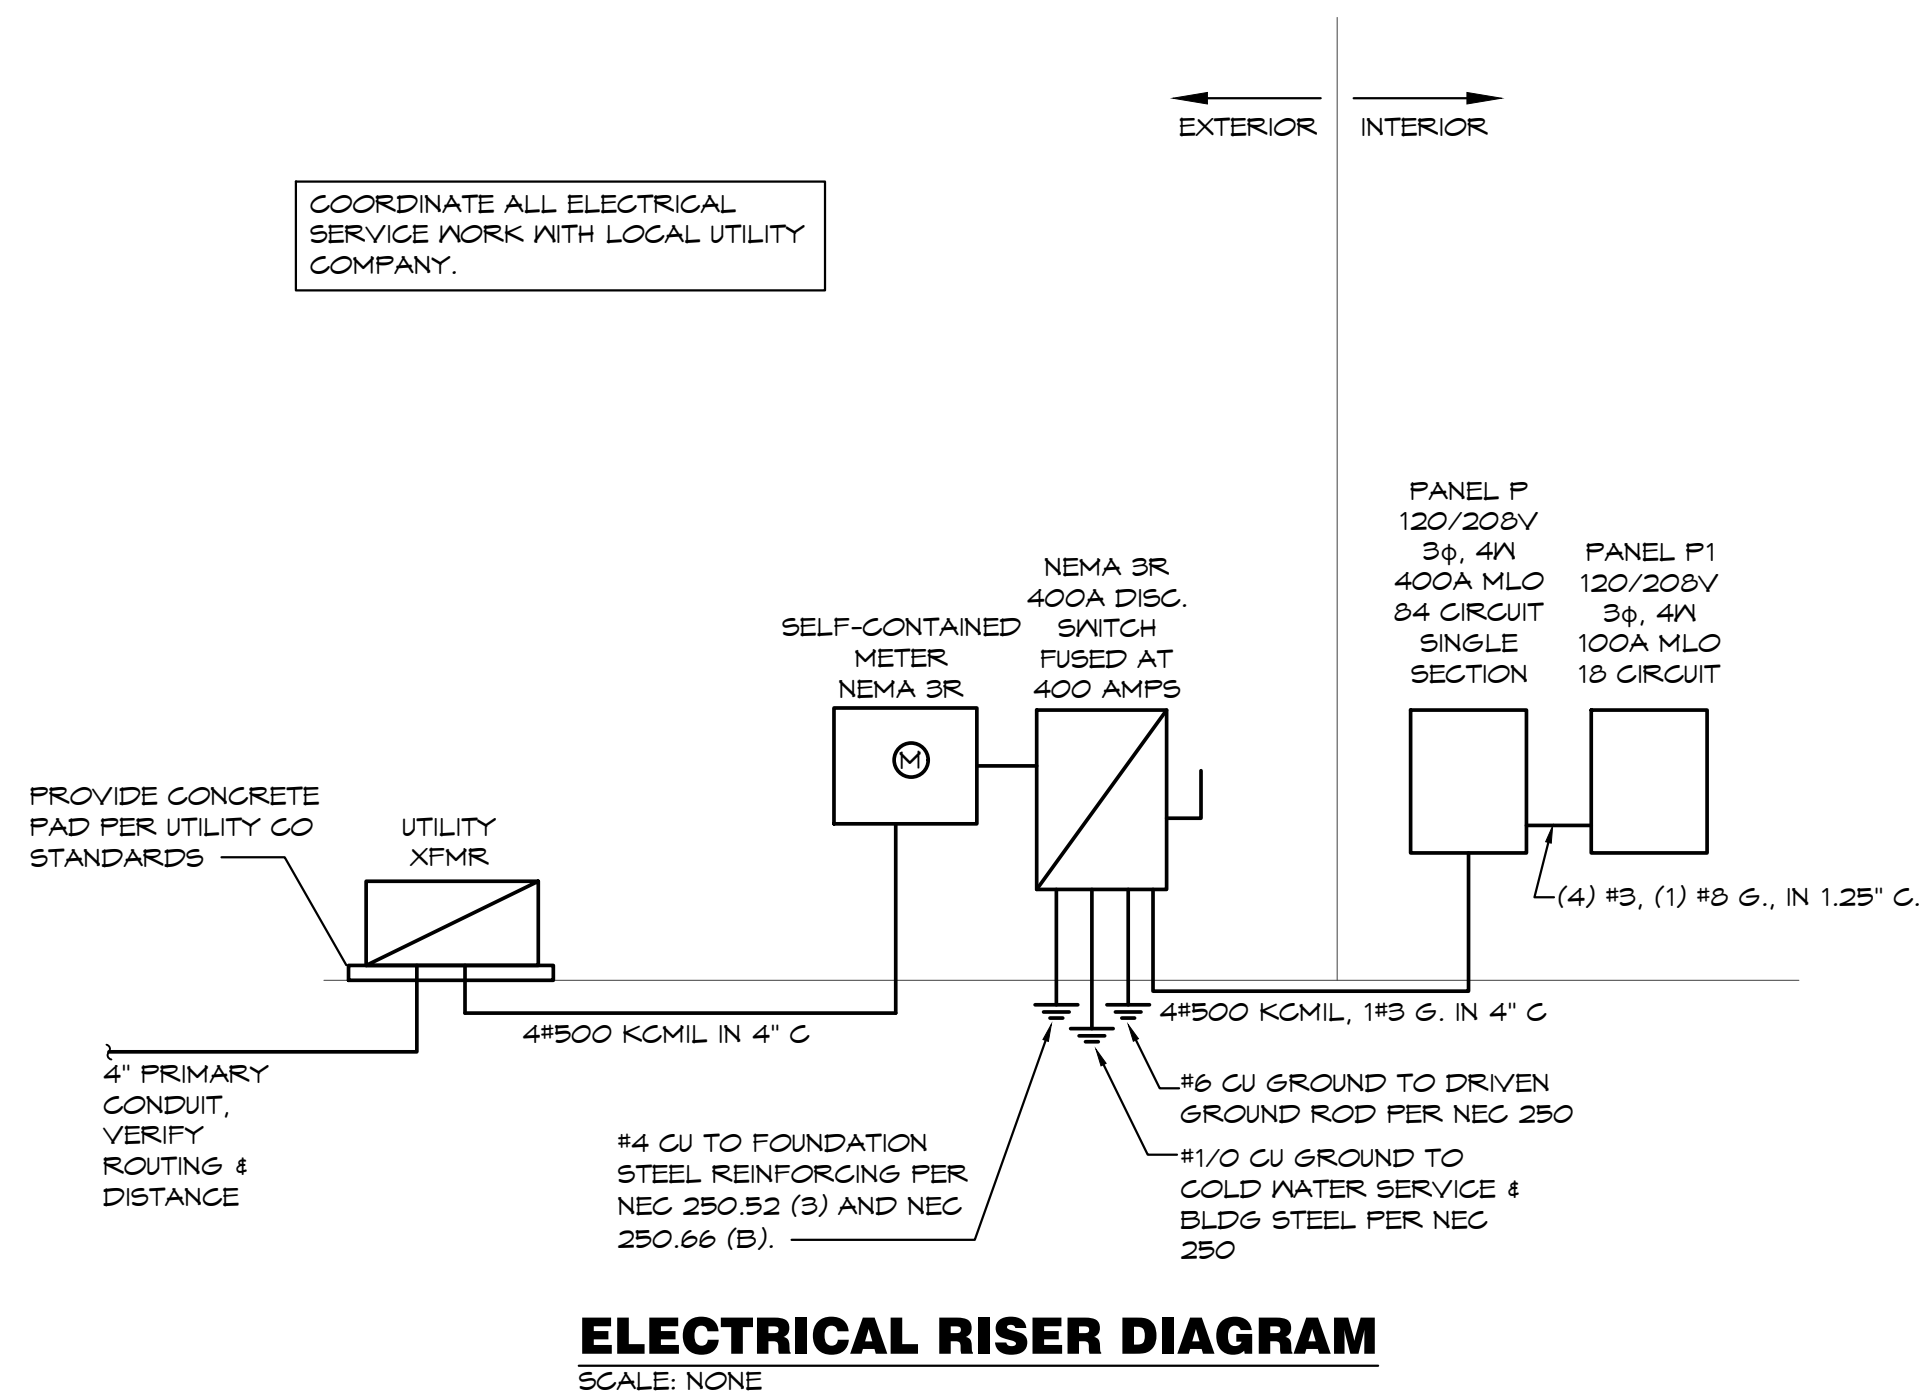 EXTERIOR
INTERIOR
COORDINATE ALL ELECTRICAL
SERVICE WORK WITH LOCAL UTILITY
COMPANY.
PANEL P
120/208V
3ϕ, 4W
400A MLO
84 CIRCUIT
SINGLE
SECTION
PANEL P1
120/208V
3ϕ, 4W
100A MLO
18 CIRCUIT
NEMA 3R
400A DISC.
SWITCH
FUSED AT
400 AMPS
SELF-CONTAINED
METER
NEMA 3R
M
PROVIDE CONCRETE
PAD PER UTILITY CO
STANDARDS
UTILITY
XFMR
(4) #3, (1) #8 G., IN 1.25" C.
4#500 KCMIL IN 4" C
4#500 KCMIL, 1#3 G. IN 4" C
4" PRIMARY
CONDUIT,
VERIFY
ROUTING &
DISTANCE
#6 CU GROUND TO DRIVEN
GROUND ROD PER NEC 250
#4 CU TO FOUNDATION
STEEL REINFORCING PER
NEC 250.52 (3) AND NEC
250.66 (B).
#1/0 CU GROUND TO
COLD WATER SERVICE &
BLDG STEEL PER NEC
250
ELECTRICAL RISER DIAGRAM
SCALE: NONE